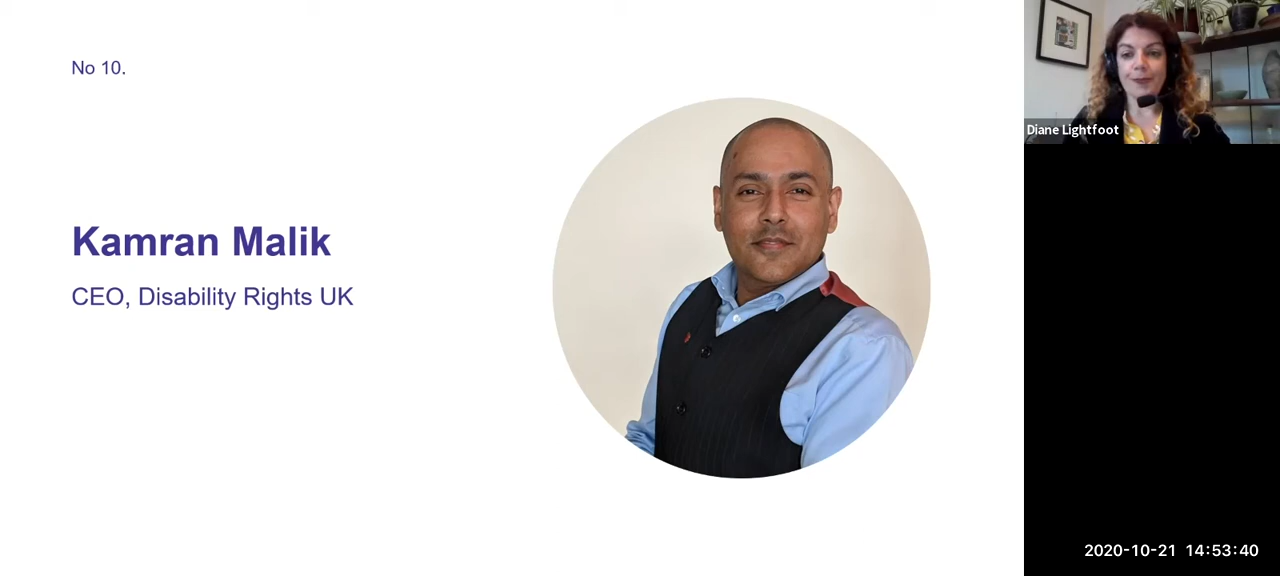 No 10.
Kamran Malik
CEO, Disability Rights UK
Diane Lightfoot
2020-10-21 14:53:40